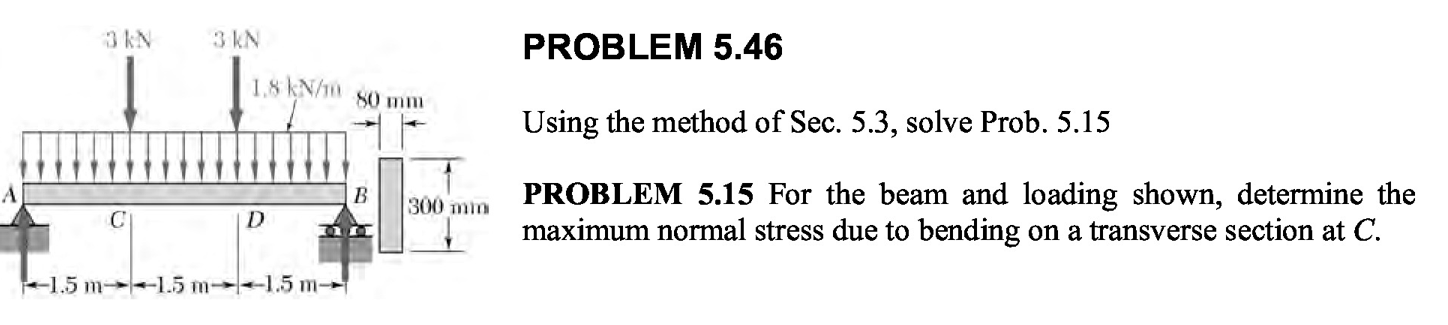 3 kN
3 kN
1.8 kN/m
80 mm
A
B
C
D
300 mm
1.5 m
1.5 m
1.5 m
PROBLEM 5.46
Using the method of Sec. 5.3, solve Prob. 5.15
PROBLEM 5.15 For the beam and loading shown, determine the
maximum normal stress due to bending on a transverse section at C.